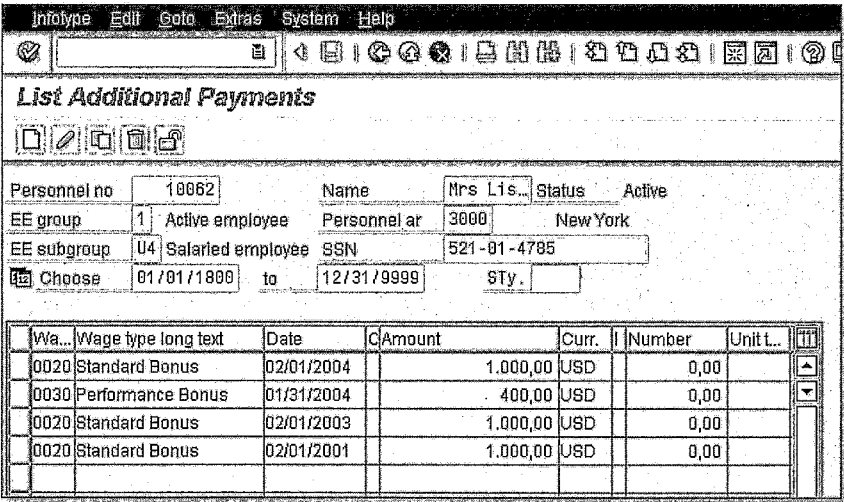 Infotype Edit Goto Extras System Help
List Additional Payments
Personnel no 10062 Name Mrs Lis... Status Active
EE group 1 Active employee Personnel ar 3000 New York
EE subgroup U4 Salaried employee SSN 521-01-4785
Choose 01/01/1800 to 12/31/9999 STy.
Wa... Wage type long text Date C Amount Curr. I Number Unit t...
0020 Standard Bonus 02/01/2004 1.000,00 USD 0,00
0030 Performance Bonus 01/31/2004 400,00 USD 0,00
0020 Standard Bonus 02/01/2003 1.000,00 USD 0,00
0020 Standard Bonus 02/01/2001 1.000,00 USD 0,00